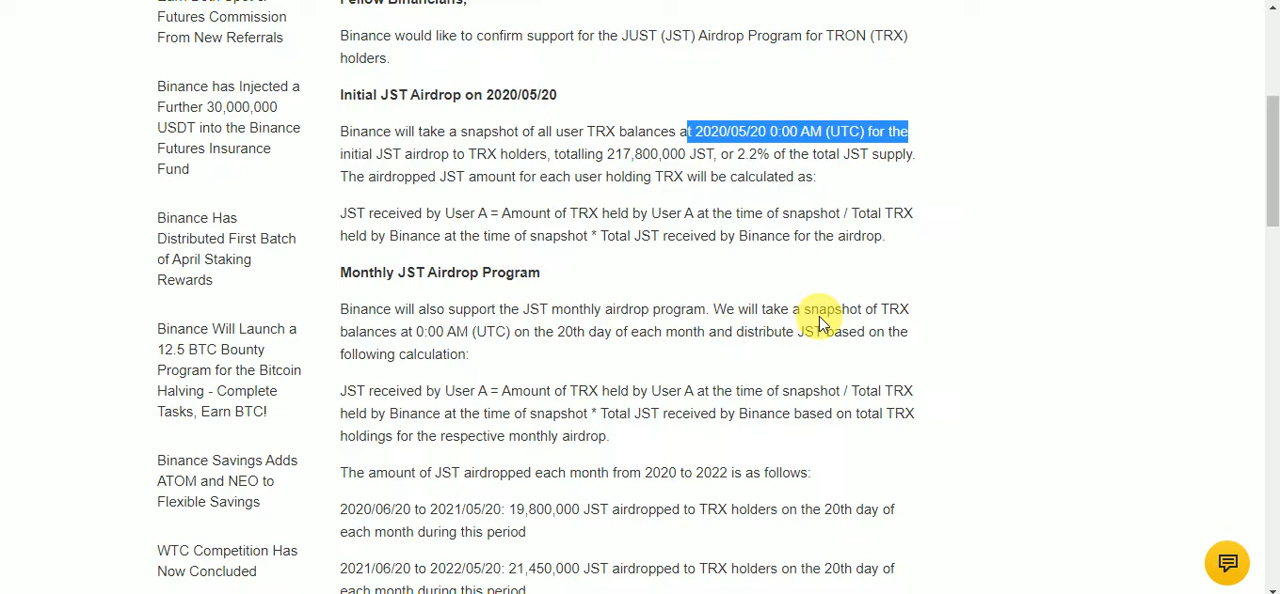 Earn Both Spot &
Futures Commission
From New Referrals
Binance has Injected a
Further 30,000,000
USDT into the Binance
Futures Insurance
Fund
Binance Has
Distributed First Batch
of April Staking
Rewards
Binance Will Launch a
12.5 BTC Bounty
Program for the Bitcoin
Halving - Complete
Tasks, Earn BTC!
Binance Savings Adds
ATOM and NEO to
Flexible Savings
WTC Competition Has
Now Concluded
Fellow Binancians,
Binance would like to confirm support for the JUST (JST) Airdrop Program for TRON (TRX)
holders.
Initial JST Airdrop on 2020/05/20
Binance will take a snapshot of all user TRX balances at 2020/05/20 0:00 AM (UTC) for the
initial JST airdrop to TRX holders, totalling 217,800,000 JST, or 2.2% of the total JST supply.
The airdropped JST amount for each user holding TRX will be calculated as:
JST received by User A = Amount of TRX held by User A at the time of snapshot / Total TRX
held by Binance at the time of snapshot * Total JST received by Binance for the airdrop.
Monthly JST Airdrop Program
Binance will also support the JST monthly airdrop program. We will take a snapshot of TRX
balances at 0:00 AM (UTC) on the 20th day of each month and distribute JST based on the
following calculation:
JST received by User A = Amount of TRX held by User A at the time of snapshot / Total TRX
held by Binance at the time of snapshot * Total JST received by Binance based on total TRX
holdings for the respective monthly airdrop.
The amount of JST airdropped each month from 2020 to 2022 is as follows:
2020/06/20 to 2021/05/20: 19,800,000 JST airdropped to TRX holders on the 20th day of
each month during this period
2021/06/20 to 2022/05/20: 21,450,000 JST airdropped to TRX holders on the 20th day of
each month during this period